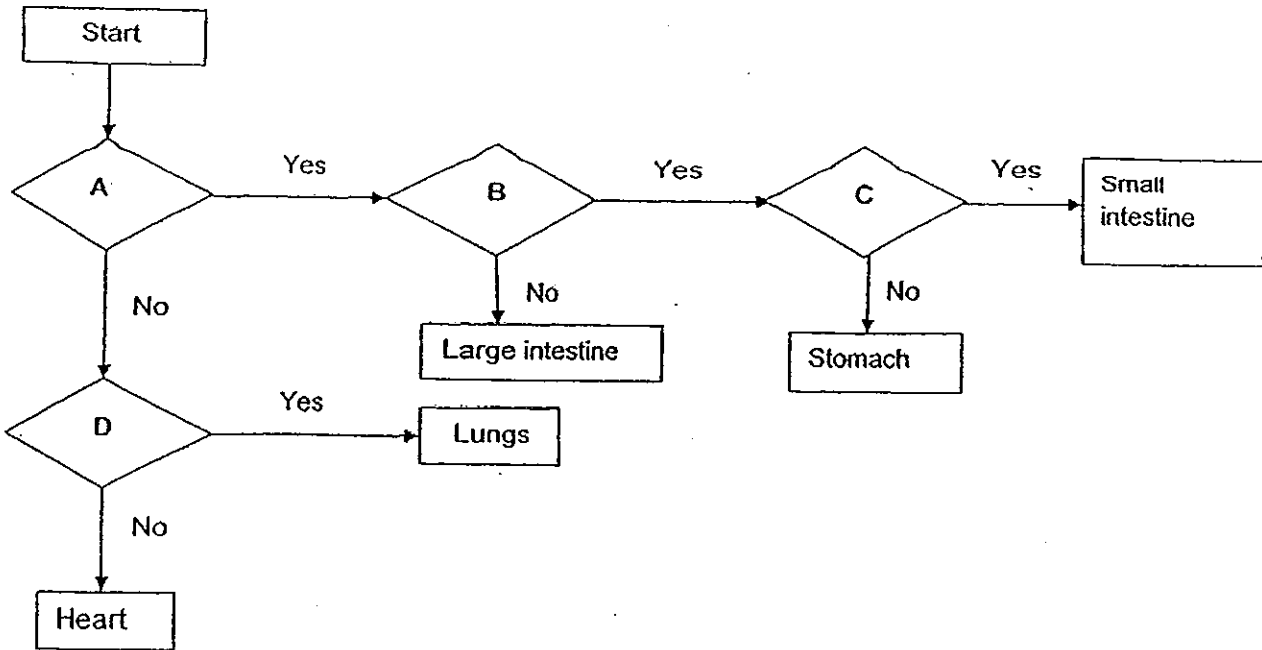 Start
A
Yes
B
Yes
C
Yes
Small
intestine
No
No
No
Large intestine
Stomach
D
Yes
Lungs
No
Heart